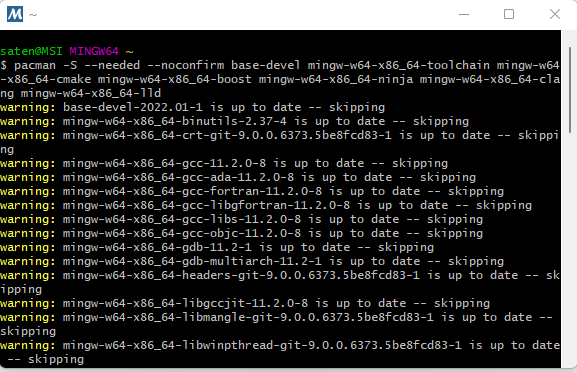 M ~
saten@MSI MINGW64 ~
$ pacman -S --needed --noconfirm base-devel mingw-w64-x86_64-toolchain mingw-w64
-x86_64-cmake mingw-w64-x86_64-boost mingw-w64-x86_64-ninja mingw-w64-x86_64-cla
ng mingw-w64-x86_64-lld
warning: base-devel-2022.01-1 is up to date -- skipping
warning: mingw-w64-x86_64-binutils-2.37-4 is up to date -- skipping
warning: mingw-w64-x86_64-crt-git-9.0.0.6373.5be8fcd83-1 is up to date -- skippi
ng
warning: mingw-w64-x86_64-gcc-11.2.0-8 is up to date -- skipping
warning: mingw-w64-x86_64-gcc-ada-11.2.0-8 is up to date -- skipping
warning: mingw-w64-x86_64-gcc-fortran-11.2.0-8 is up to date -- skipping
warning: mingw-w64-x86_64-gcc-libgfortran-11.2.0-8 is up to date -- skipping
warning: mingw-w64-x86_64-gcc-libs-11.2.0-8 is up to date -- skipping
warning: mingw-w64-x86_64-gcc-objc-11.2.0-8 is up to date -- skipping
warning: mingw-w64-x86_64-gdb-11.2-1 is up to date -- skipping
warning: mingw-w64-x86_64-gdb-multiarch-11.2-1 is up to date -- skipping
warning: mingw-w64-x86_64-headers-git-9.0.0.6373.5be8fcd83-1 is up to date -- sk
ipping
warning: mingw-w64-x86_64-libgccjit-11.2.0-8 is up to date -- skipping
warning: mingw-w64-x86_64-libmangle-git-9.0.0.6373.5be8fcd83-1 is up to date --
skipping
warning: mingw-w64-x86_64-libwinpthread-git-9.0.0.6373.5be8fcd83-1 is up to date
-- skipping